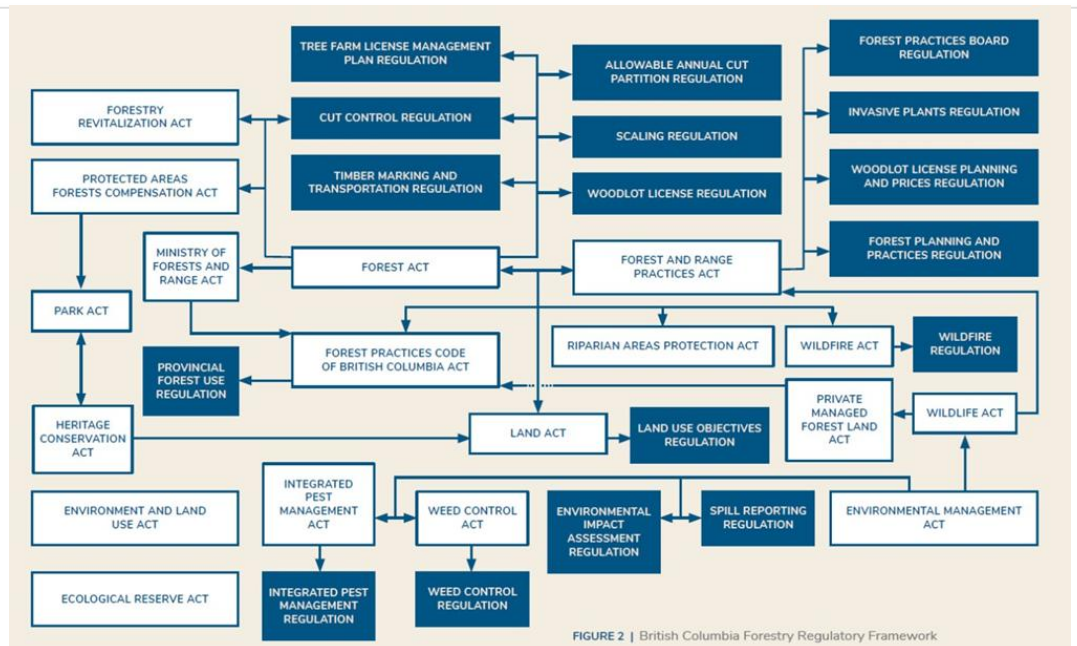 TREE FARM LICENSE MANAGEMENT
PLAN REGULATION
ALLOWABLE ANNUAL CUT
PARTITION REGULATION
FOREST PRACTICES BOARD
REGULATION
FORESTRY
REVITALIZATION ACT
CUT CONTROL REGULATION
SCALING REGULATION
INVASIVE PLANTS REGULATION
PROTECTED AREAS
FORESTS COMPENSATION ACT
TIMBER MARKING AND
TRANSPORTATION REGULATION
WOODLOT LICENSE REGULATION
WOODLOT LICENSE PLANNING
AND PRICES REGULATION
MINISTRY OF
FORESTS AND
RANGE ACT
FOREST ACT
FOREST AND RANGE
PRACTICES ACT
FOREST PLANNING AND
PRACTICES REGULATION
PARK ACT
PROVINCIAL
FOREST USE
REGULATION
FOREST PRACTICES CODE
OF BRITISH COLUMBIA ACT
RIPARIAN AREAS PROTECTION ACT
WILDFIRE ACT
WILDFIRE
REGULATION
HERITAGE
CONSERVATION
ACT
LAND ACT
LAND USE OBJECTIVES
REGULATION
PRIVATE
MANAGED
FOREST LAND
ACT
WILDLIFE ACT
ENVIRONMENT AND LAND
USE ACT
INTEGRATED
PEST
MANAGEMENT
ACT
WEED CONTROL
ACT
ENVIRONMENTAL
IMPACT
ASSESSMENT
REGULATION
SPILL REPORTING
REGULATION
ENVIRONMENTAL MANAGEMENT
ACT
ECOLOGICAL RESERVE ACT
INTEGRATED PEST
MANAGEMENT
REGULATION
WEED CONTROL
REGULATION
FIGURE 2 | British Columbia Forestry Regulatory Framework